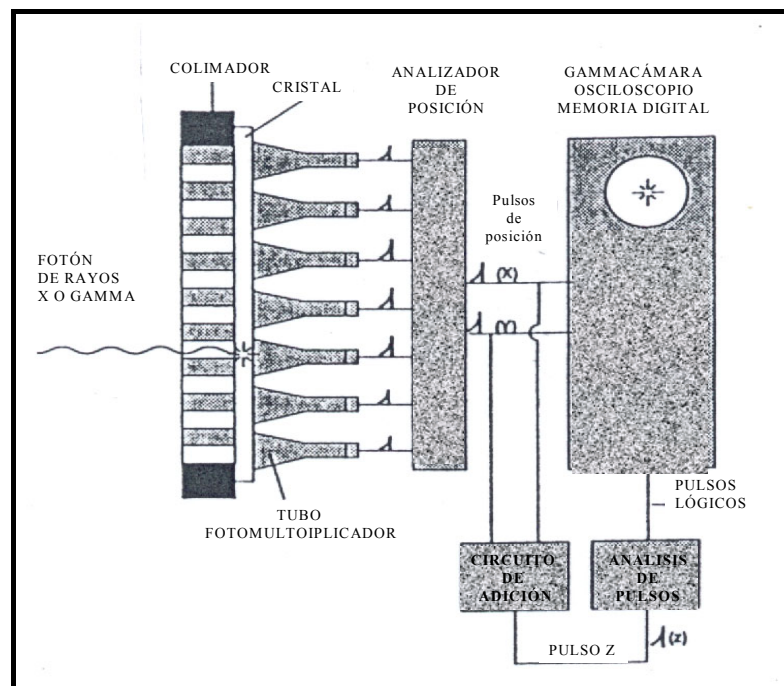 COLIMADOR
CRISTAL
ANALIZADOR
DE
POSICIÓN
GAMMACÁMARA
OSCILOSCOPIO
MEMORIA DIGITAL
Pulsos
de
posición
FOTÓN
DE RAYOS
X O GAMMA
(X)
(Y)
TUBO
FOTOMULTOIPLICADOR
PULSOS
LÓGICOS
CIRCUITO
DE
ADICIÓN
ANALISIS
DE
PULSOS
PULSO Z
(Z)